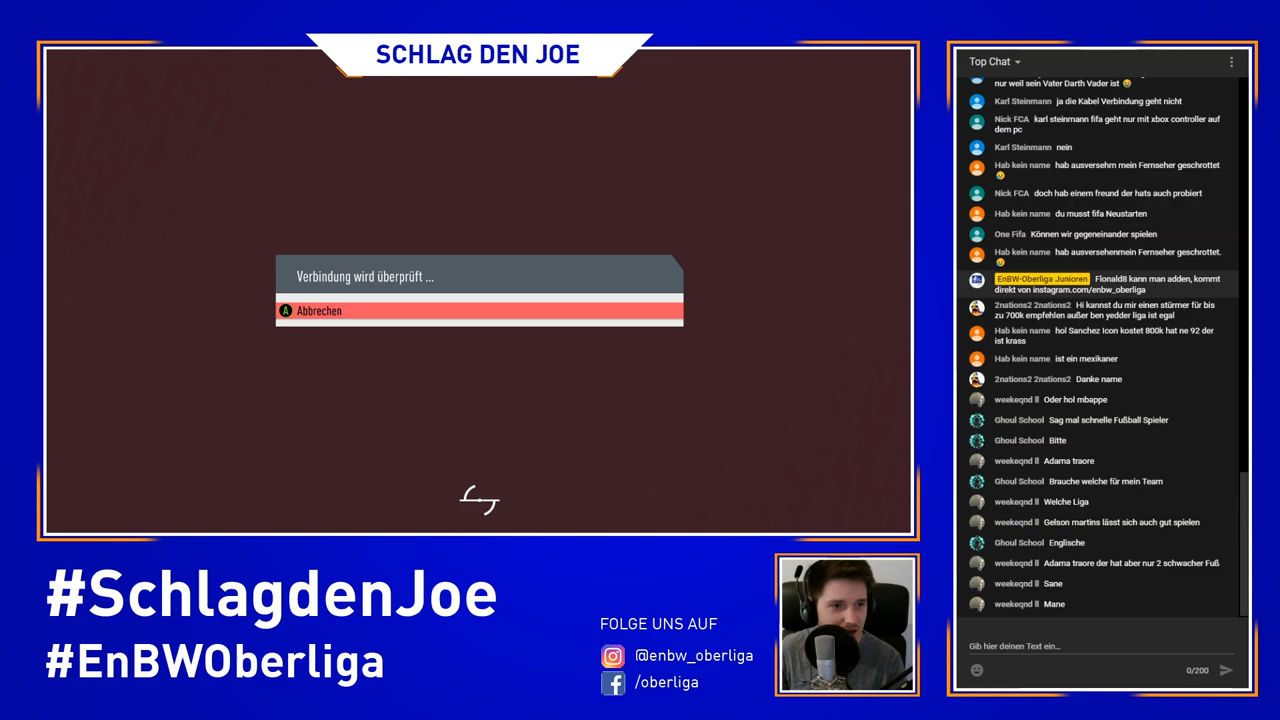 SCHLAG DEN JOE
Verbindung wird überprüft ...
A Abbrechen
#SchlagdenJoe
#EnBWOberliga
FOLGE UNS AUF
@enbw_oberliga
/oberliga
Top Chat
nur weil sein Vater Darth Vader ist
Karl Steinmann ja die Kabel Verbindung geht nicht
Nick FCA karl steinmann fifa geht nur mit xbox controller auf
dem pc
Karl Steinmann nein
Hab kein name hab ausversehrn mein Fernseher geschrottet
Nick FCA doch hab einem freund der hats auch probiert
Hab kein name du musst fifa Neustarten
One Fifa Können wir gegeneinander spielen
Hab kein name hab ausversehenmein Fernseher geschrottet.
EnBW-Oberliga Junioren Flonald8 kann man adden, kommt
direkt von instagram.com/enbw_oberliga
2nations2 2nations2 Hi kannst du mir einen stürmer für bis
zu 700k empfehlen außer ben yedder liga ist egal
Hab kein name hol Sanchez Icon kostet 800k hat ne 92 der
ist krass
Hab kein name ist ein mexikaner
2nations2 2nations2 Danke name
weekeqnd ll Oder hol mbappe
Ghoul School Sag mal schnelle Fußball Spieler
Ghoul School Bitte
weekeqnd ll Adama traore
Ghoul School Brauche welche für mein Team
weekeqnd ll Welche Liga
weekeqnd ll Gelson martins lässt sich auch gut spielen
Ghoul School Englische
weekeqnd ll Adama traore der hat aber nur 2 schwacher Fuß
weekeqnd ll Sane
weekeqnd ll Mane
Gib hier deinen Text ein...
0/200